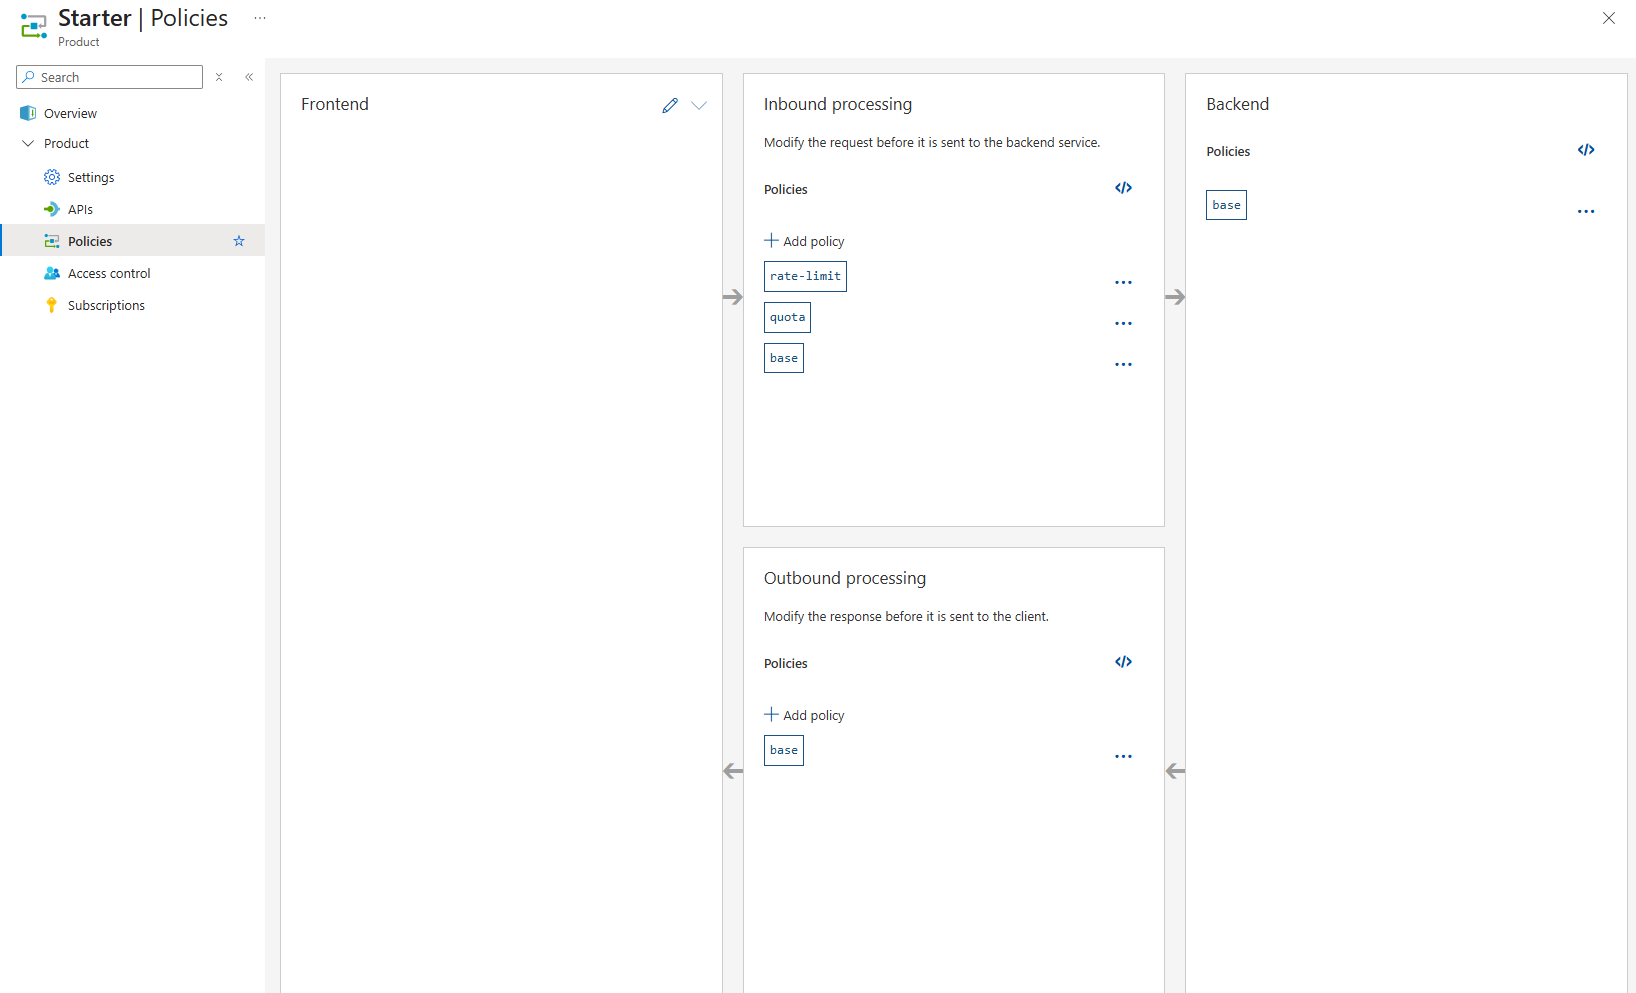 Starter | Policies
Product
Search
Overview
Product
Settings
APIs
Policies
Access control
Subscriptions
Frontend
Inbound processing
Modify the request before it is sent to the backend service.
Policies
Add policy
rate-limit
quota
base
Outbound processing
Modify the response before it is sent to the client.
Policies
Add policy
base
Backend
Policies
base